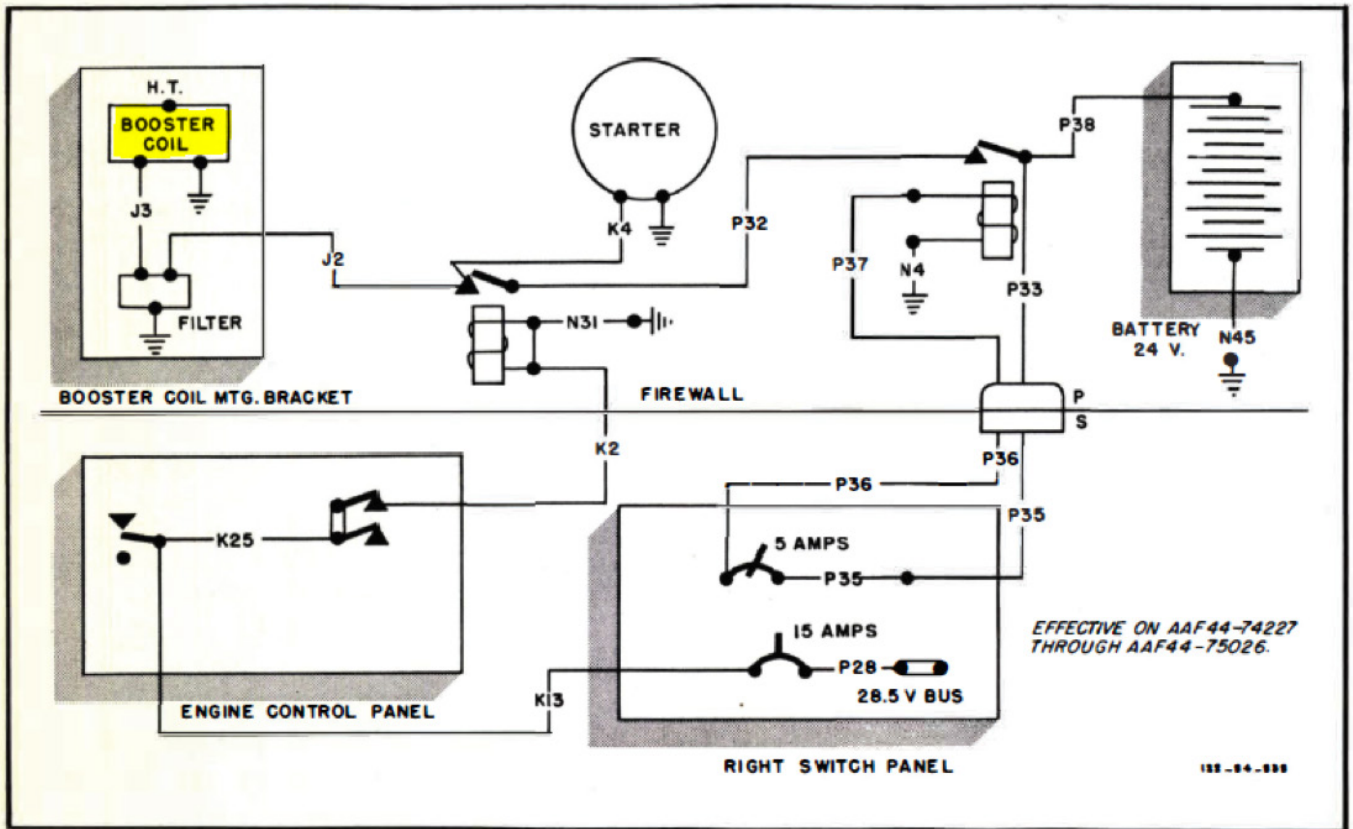 H.T.
BOOSTER
COIL
J3
FILTER
BOOSTER COIL MTG. BRACKET
J2
STARTER
K4
P32
N31
FIREWALL
K2
P38
P37
N4
P33
BATTERY
24 V.
N45
P
S
P36
P36
P35
K25
ENGINE CONTROL PANEL
K13
5 AMPS
P35
15 AMPS
P28
28.5 V BUS
RIGHT SWITCH PANEL
EFFECTIVE ON AAF44-74227
THROUGH AAF44-75026.